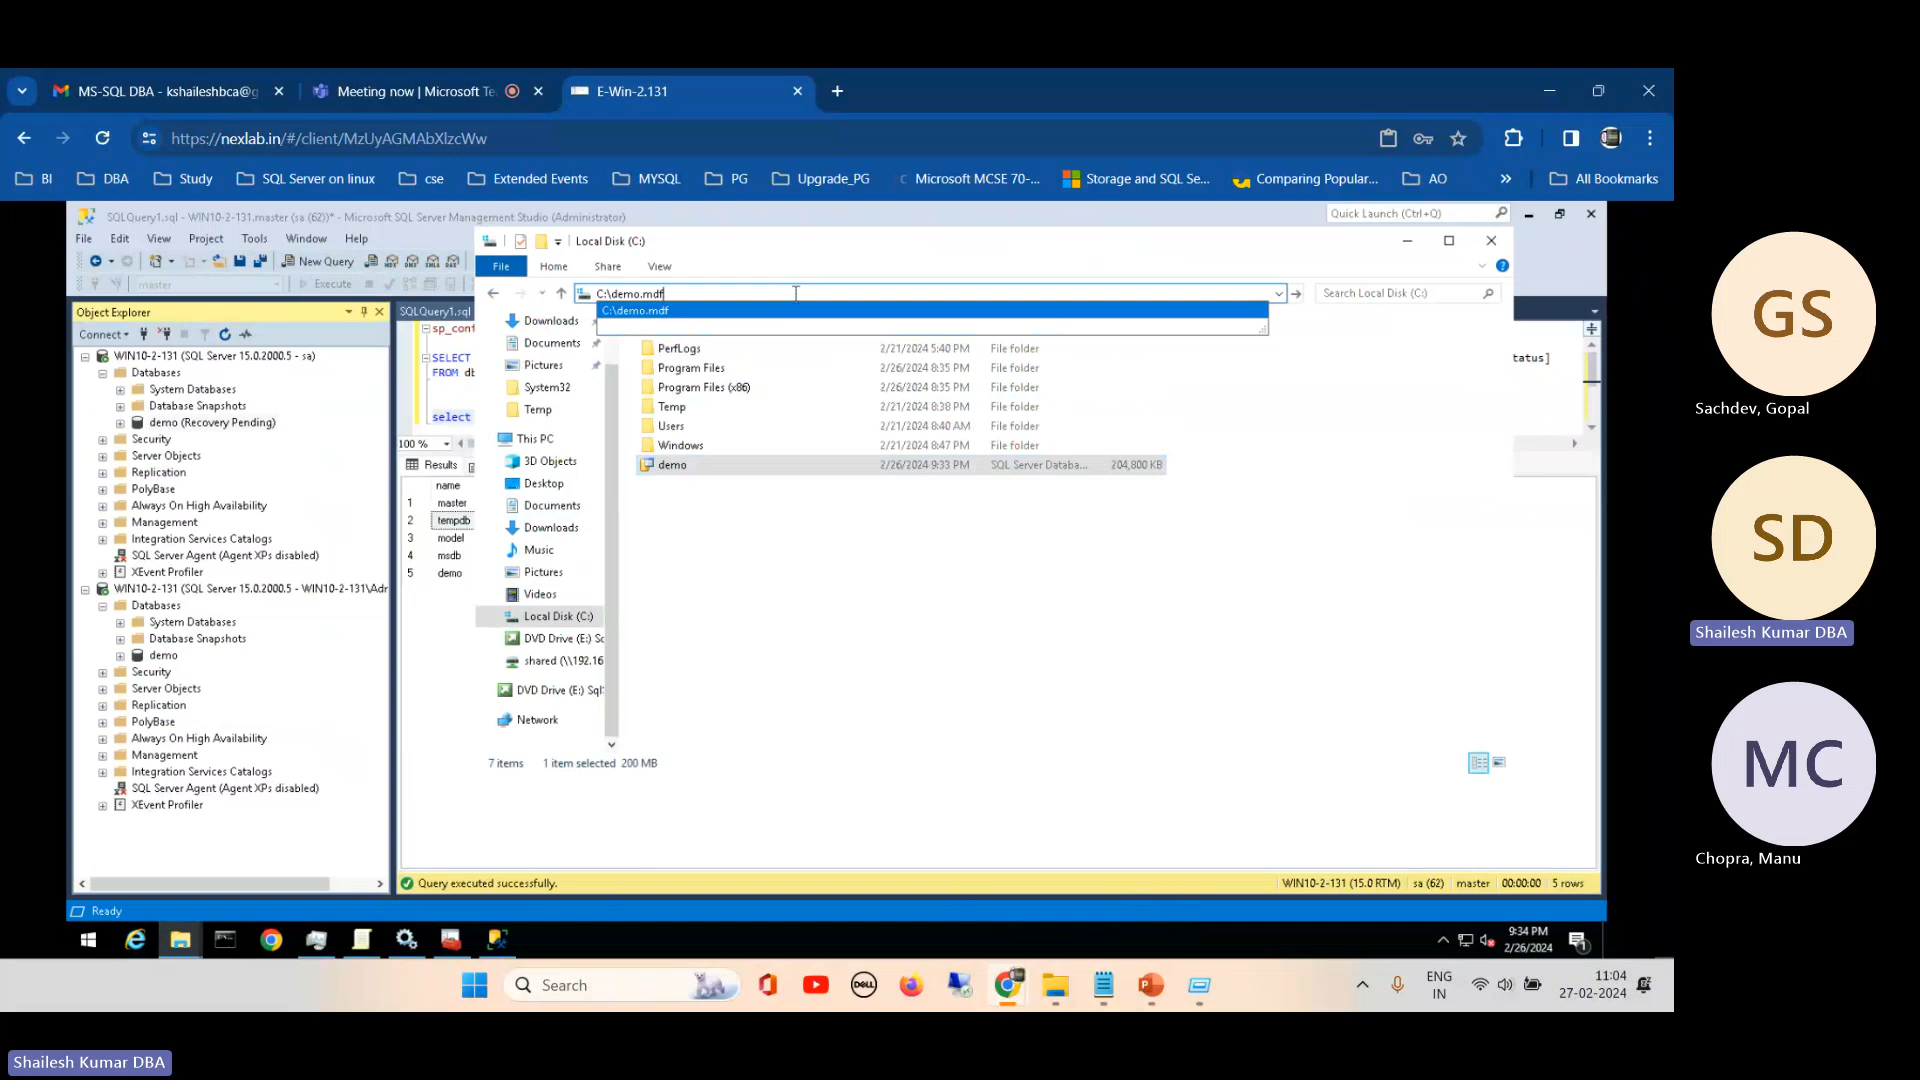 MS-SQL DBA - kshaileshbca@g
Meeting now | Microsoft Te
E-Win-2.131
https://nexlab.in/#/client/MzUyAGMAbXlzcWw
BI
DBA
Study
SQL Server on linux
cse
Extended Events
MYSQL
PG
Upgrade_PG
Microsoft MCSE 70-...
Storage and SQL Se...
Comparing Popular...
AO
»
All Bookmarks
SQLQuery1.sql - WIN10-2-131.master (sa (62))* - Microsoft SQL Server Management Studio (Administrator)
Quick Launch (Ctrl+Q)
File Edit View Project Tools Window Help
New Query
master
Execute
Local Disk (C:)
File Home Share View
C:\demo.mdf
Search Local Disk (C:)
C:\demo.mdf
Object Explorer
Connect
WIN10-2-131 (SQL Server 15.0.2000.5 - sa)
Databases
System Databases
Database Snapshots
demo (Recovery Pending)
Security
Server Objects
Replication
PolyBase
Always On High Availability
Management
Integration Services Catalogs
SQL Server Agent (Agent XPs disabled)
XEvent Profiler
WIN10-2-131 (SQL Server 15.0.2000.5 - WIN10-2-131\Adr
Databases
System Databases
Database Snapshots
demo
Security
Server Objects
Replication
PolyBase
Always On High Availability
Management
Integration Services Catalogs
SQL Server Agent (Agent XPs disabled)
XEvent Profiler
SQLQuery1.sql
sp_conf
SELECT
FROM db
select
tatus]
100 %
Results
name
1 master
2 tempdb
3 model
4 msdb
5 demo
Downloads
Documents
Pictures
System32
Temp
This PC
3D Objects
Desktop
Documents
Downloads
Music
Pictures
Videos
Local Disk (C:)
DVD Drive (E:) Sc
shared (\\192.16
DVD Drive (E:) Sql
Network
PerfLogs 2/21/2024 5:40 PM File folder
Program Files 2/26/2024 8:35 PM File folder
Program Files (x86) 2/26/2024 8:35 PM File folder
Temp 2/21/2024 8:38 PM File folder
Users 2/21/2024 8:40 AM File folder
Windows 2/21/2024 8:47 PM File folder
demo 2/26/2024 9:33 PM SQL Server Databa... 204,800 KB
7 items 1 item selected 200 MB
Query executed successfully.
WIN10-2-131 (15.0 RTM) sa (62) master 00:00:00 5 rows
Ready
9:34 PM
2/26/2024
1
Search
DELL
ENG
IN
11:04
27-02-2024
GS
Sachdev, Gopal
SD
Shailesh Kumar DBA
MC
Chopra, Manu
Shailesh Kumar DBA